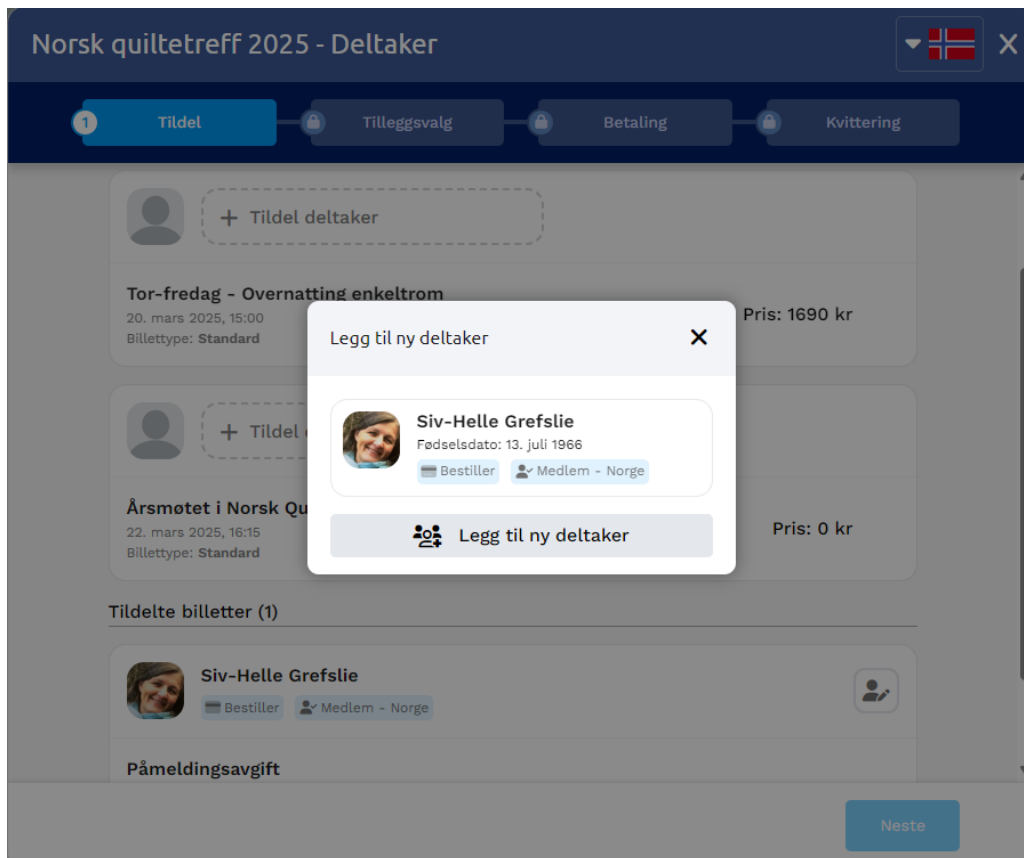 Norsk quiltetreff 2025 - Deltaker
1 Tildel
Tilleggsvalg
Betaling
Kvittering
+ Tildel deltaker
Tor-fredag - Overnatting enkeltrom
20. mars 2025, 15:00
Billettype: Standard
Pris: 1690 kr
Legg til ny deltaker
Siv-Helle Grefslie
Fødselsdato: 13. juli 1966
Bestiller
Medlem - Norge
Legg til ny deltaker
+ Tildel
Årsmøtet i Norsk Qu
22. mars 2025, 16:15
Billettype: Standard
Pris: 0 kr
Tildelte billetter (1)
Siv-Helle Grefslie
Bestiller
Medlem - Norge
Påmeldingsavgift
Neste